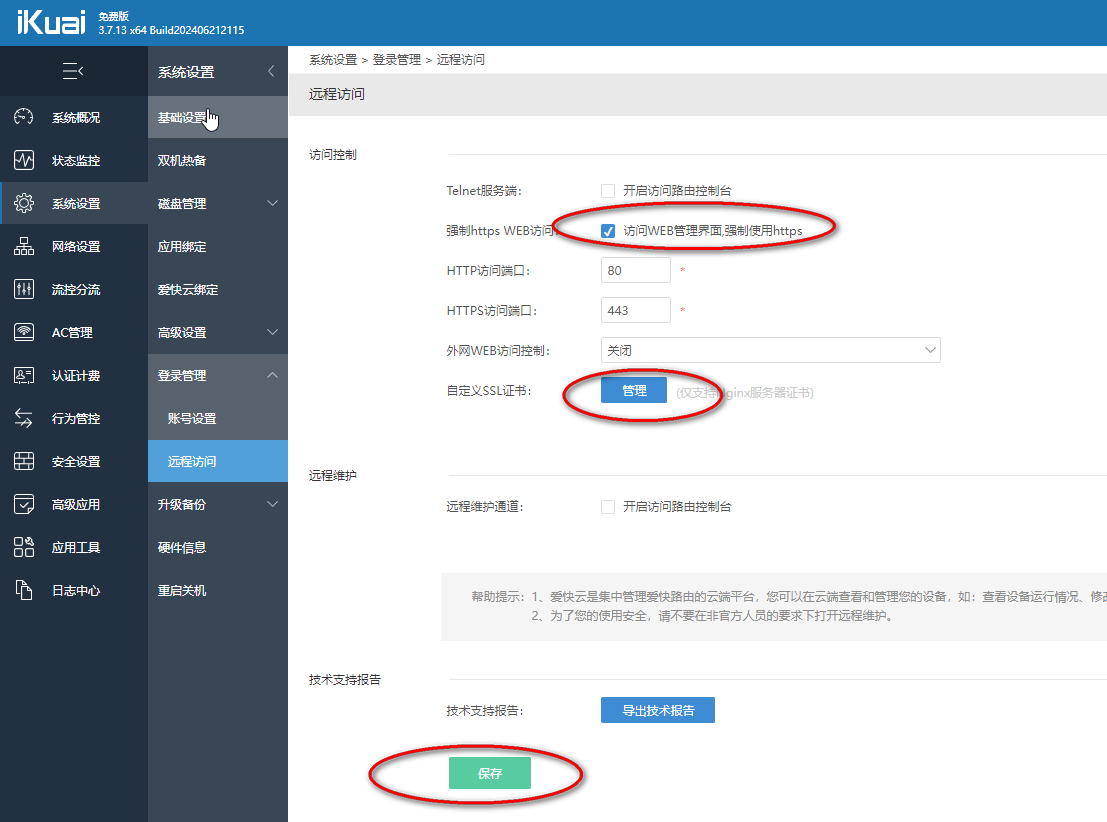 iKuai 免费版
3.7.13 x64 Build202406212115
系统概况
状态监控
系统设置
网络设置
流控分流
AC管理
认证计费
行为管控
安全设置
高级应用
应用工具
日志中心
系统设置
基础设置
双机热备
磁盘管理
应用绑定
爱快云绑定
高级设置
登录管理
账号设置
远程访问
升级备份
硬件信息
重启关机
系统设置 > 登录管理 > 远程访问
远程访问
访问控制
Telnet服务端: 开启访问路由控制台
强制https WEB访问: 访问WEB管理界面,强制使用https
HTTP访问端口: 80 *
HTTPS访问端口: 443 *
外网WEB访问控制: 关闭
自定义SSL证书: 管理 (仅支持Nginx服务器证书)
远程维护
远程维护通道: 开启访问路由控制台
帮助提示: 1、爱快云是集中管理爱快路由的云端平台，您可以在云端查看和管理您的设备，如：查看设备运行情况、修改
2、为了您的使用安全，请不要在非官方人员的要求下打开远程维护。
技术支持报告
技术支持报告: 导出技术报告
保存